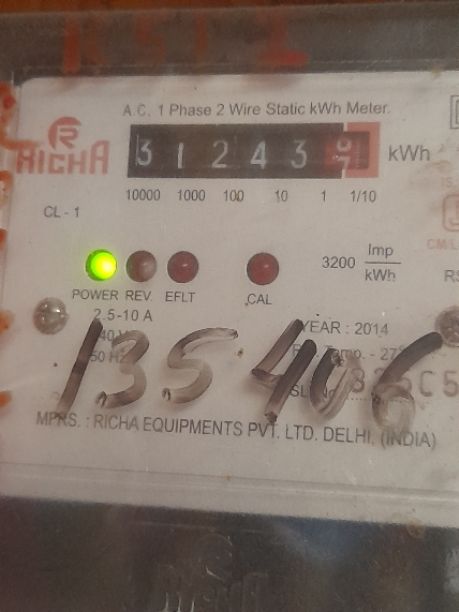 A.C. 1 Phase 2 Wire Static kWh Meter.
RICHA
3 1 2 4 3 kWh
10000 1000 100 10 1 1/10
CL - 1
3200 Imp/kWh
POWER REV. EFLT CAL
2.5-10 A
YEAR : 2014
135406
MFRS. : RICHA EQUIPMENTS PVT. LTD. DELHI. (INDIA)